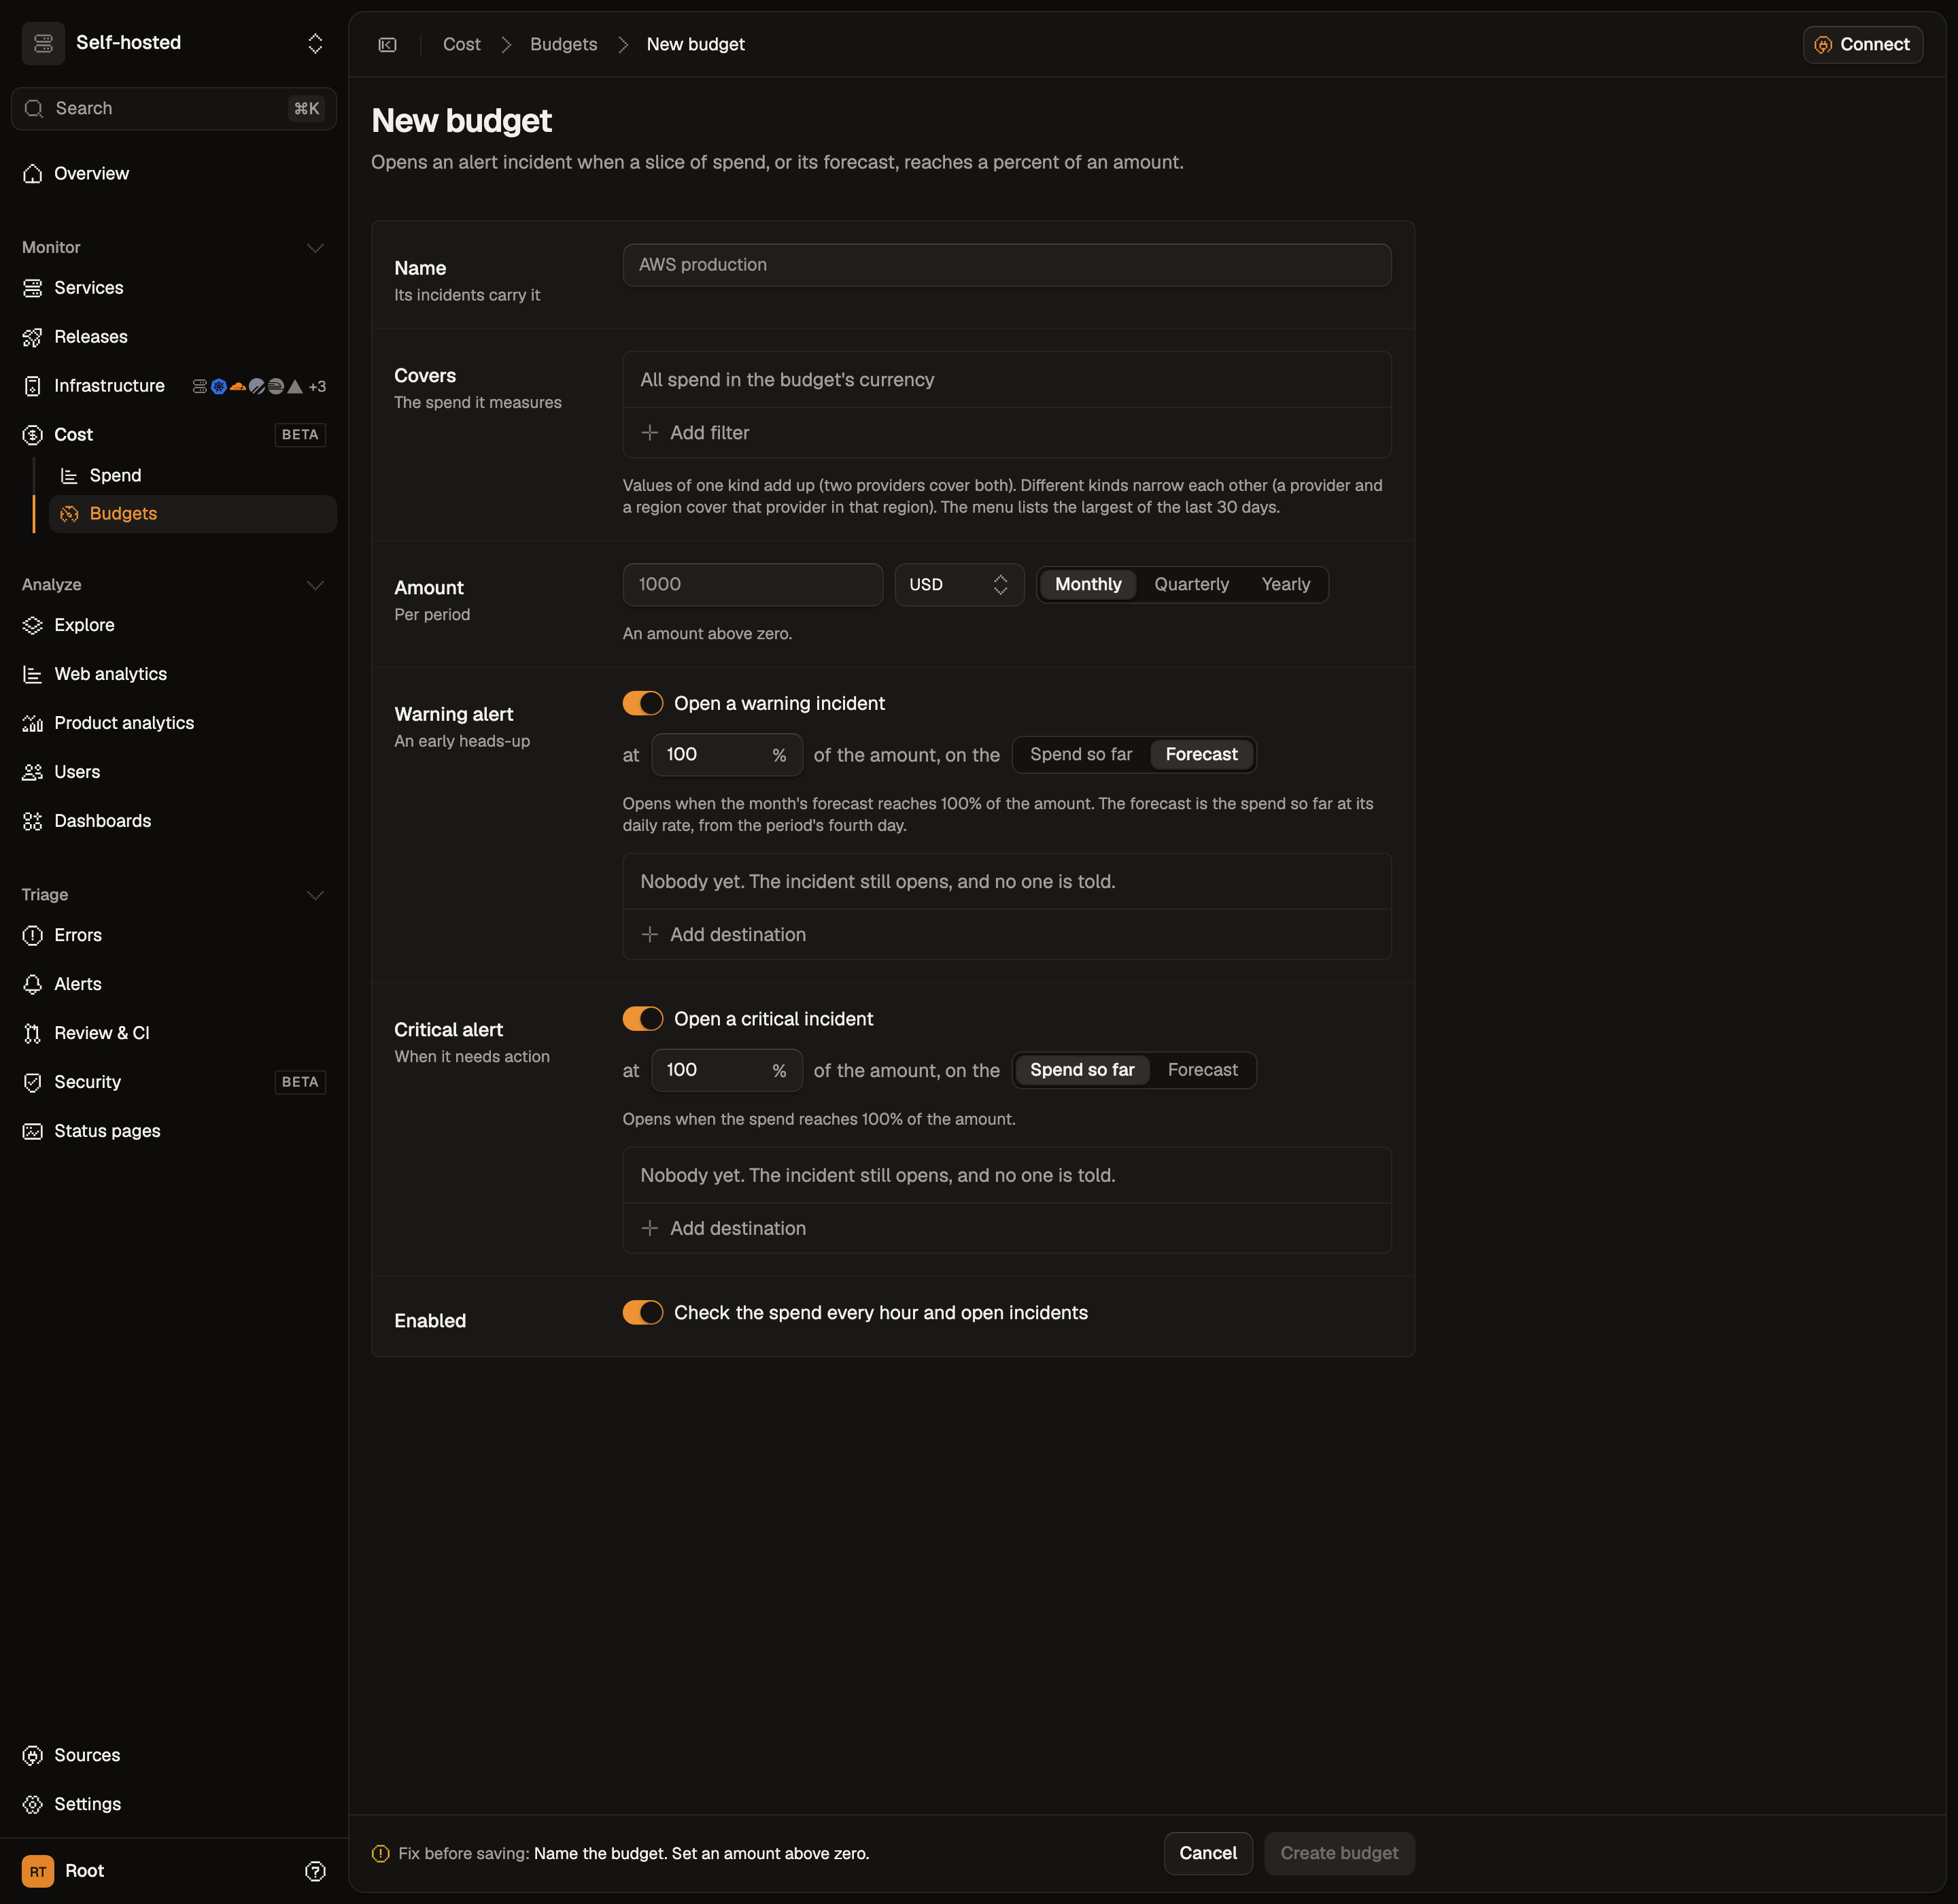 Self-hosted
Search ⌘K
Overview
Monitor
Services
Releases
Infrastructure +3
Cost BETA
Spend
Budgets
Analyze
Explore
Web analytics
Product analytics
Users
Dashboards
Triage
Errors
Alerts
Review & CI
Security BETA
Status pages
Sources
Settings
RT Root
Cost Budgets New budget
Connect
New budget
Opens an alert incident when a slice of spend, or its forecast, reaches a percent of an amount.
Name
Its incidents carry it
AWS production
Covers
The spend it measures
All spend in the budget's currency
Add filter
Values of one kind add up (two providers cover both). Different kinds narrow each other (a provider and
a region cover that provider in that region). The menu lists the largest of the last 30 days.
Amount
Per period
1000 USD Monthly Quarterly Yearly
An amount above zero.
Warning alert
An early heads-up
Open a warning incident
at 100 % of the amount, on the Spend so far Forecast
Opens when the month's forecast reaches 100% of the amount. The forecast is the spend so far at its
daily rate, from the period's fourth day.
Nobody yet. The incident still opens, and no one is told.
Add destination
Critical alert
When it needs action
Open a critical incident
at 100 % of the amount, on the Spend so far Forecast
Opens when the spend reaches 100% of the amount.
Nobody yet. The incident still opens, and no one is told.
Add destination
Enabled
Check the spend every hour and open incidents
Fix before saving: Name the budget. Set an amount above zero.
Cancel
Create budget